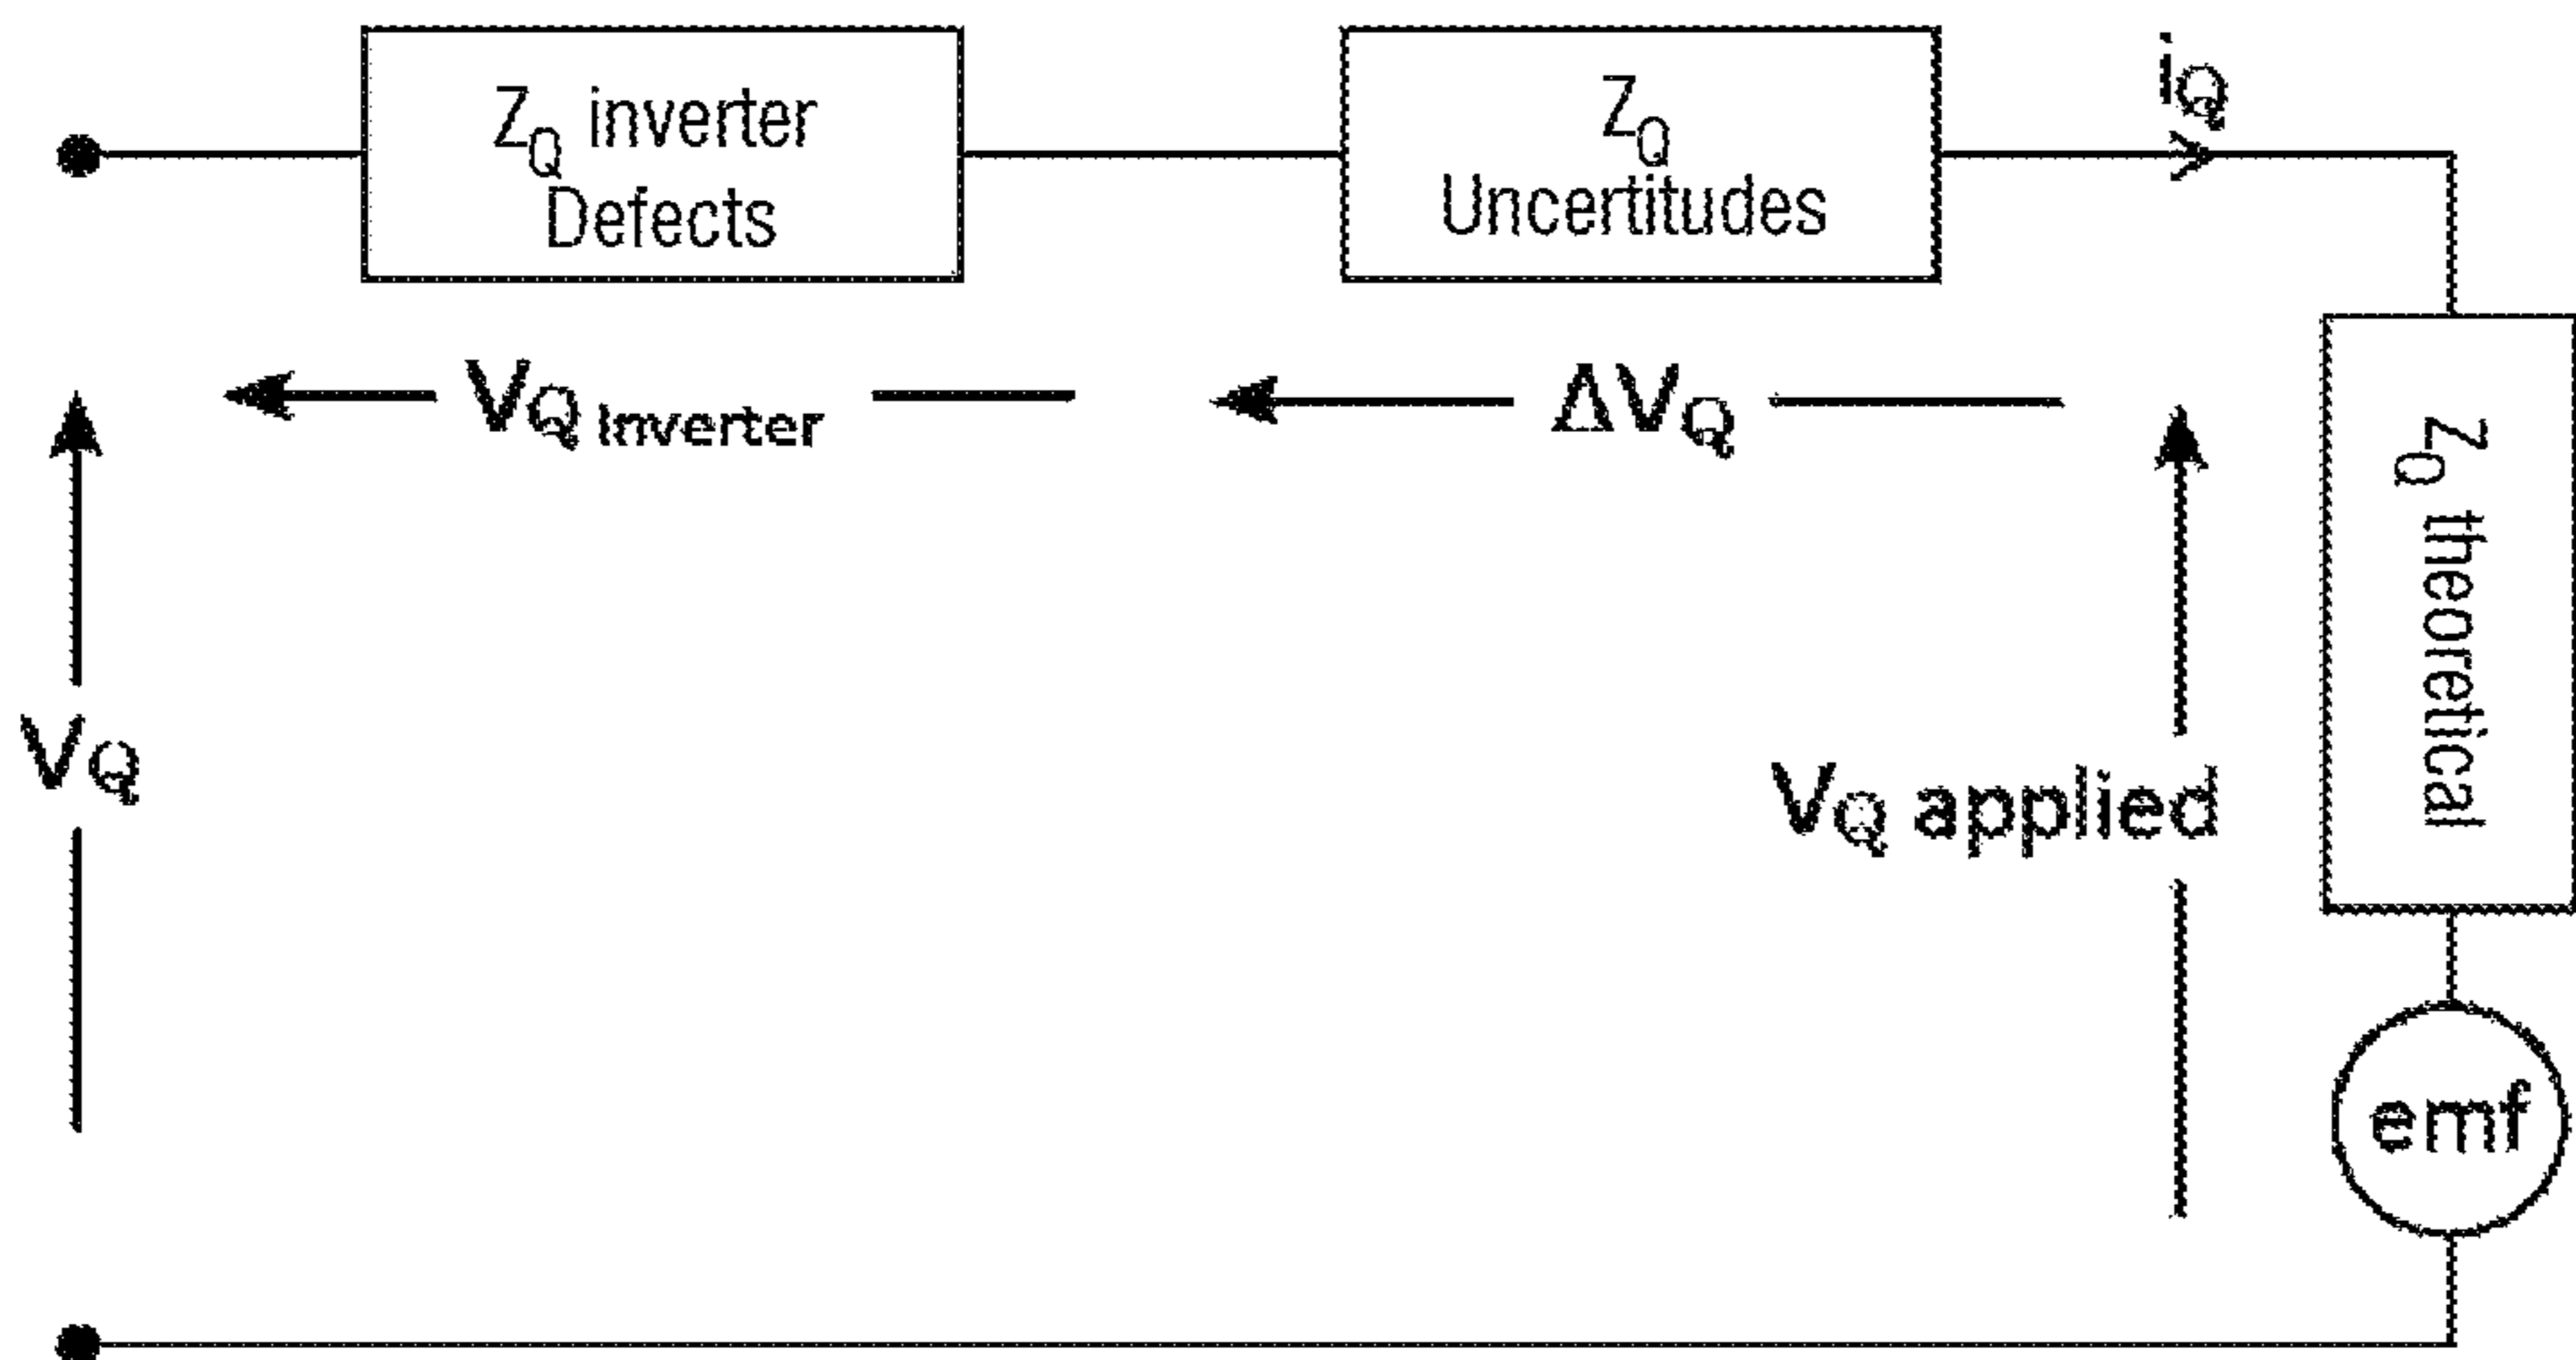 Z_Q inverter
Defects
Z_Q
Uncertitudes
i_Q
V_Q Inverter
ΔV_Q
Z_Q theoretical
V_Q
V_Q applied
emf